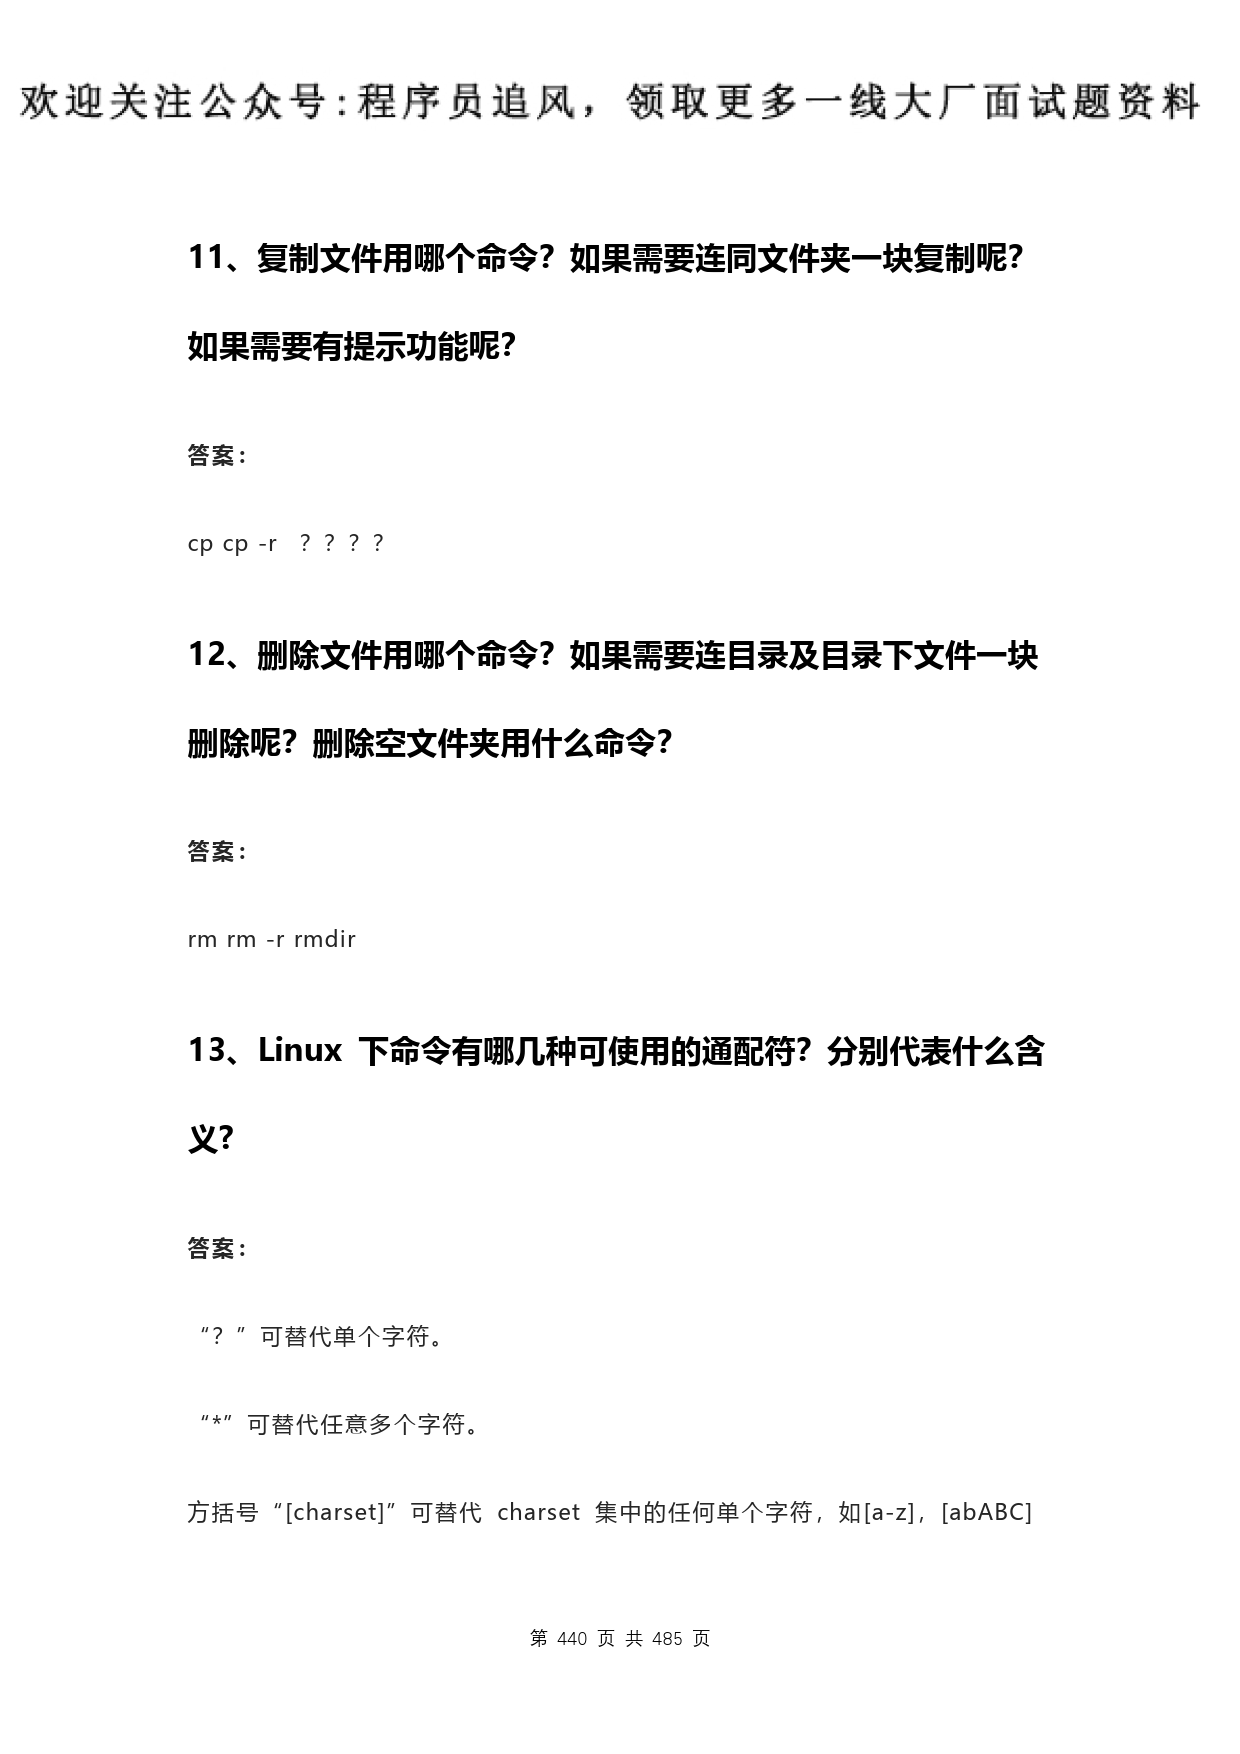 欢迎关注公众号:程序员追风，领取更多一线大厂面试题资料
11、复制文件用哪个命令？如果需要连同文件夹一块复制呢？
如果需要有提示功能呢？
答案：
cp cp -r ？？？？
12、删除文件用哪个命令？如果需要连目录及目录下文件一块
删除呢？删除空文件夹用什么命令？
答案：
rm rm -r rmdir
13、Linux 下命令有哪几种可使用的通配符？分别代表什么含
义?
答案：
“？”可替代单个字符。
“*”可替代任意多个字符。
方括号“[charset]”可替代 charset 集中的任何单个字符，如[a-z]，[abABC]
第 440 页 共 485 页